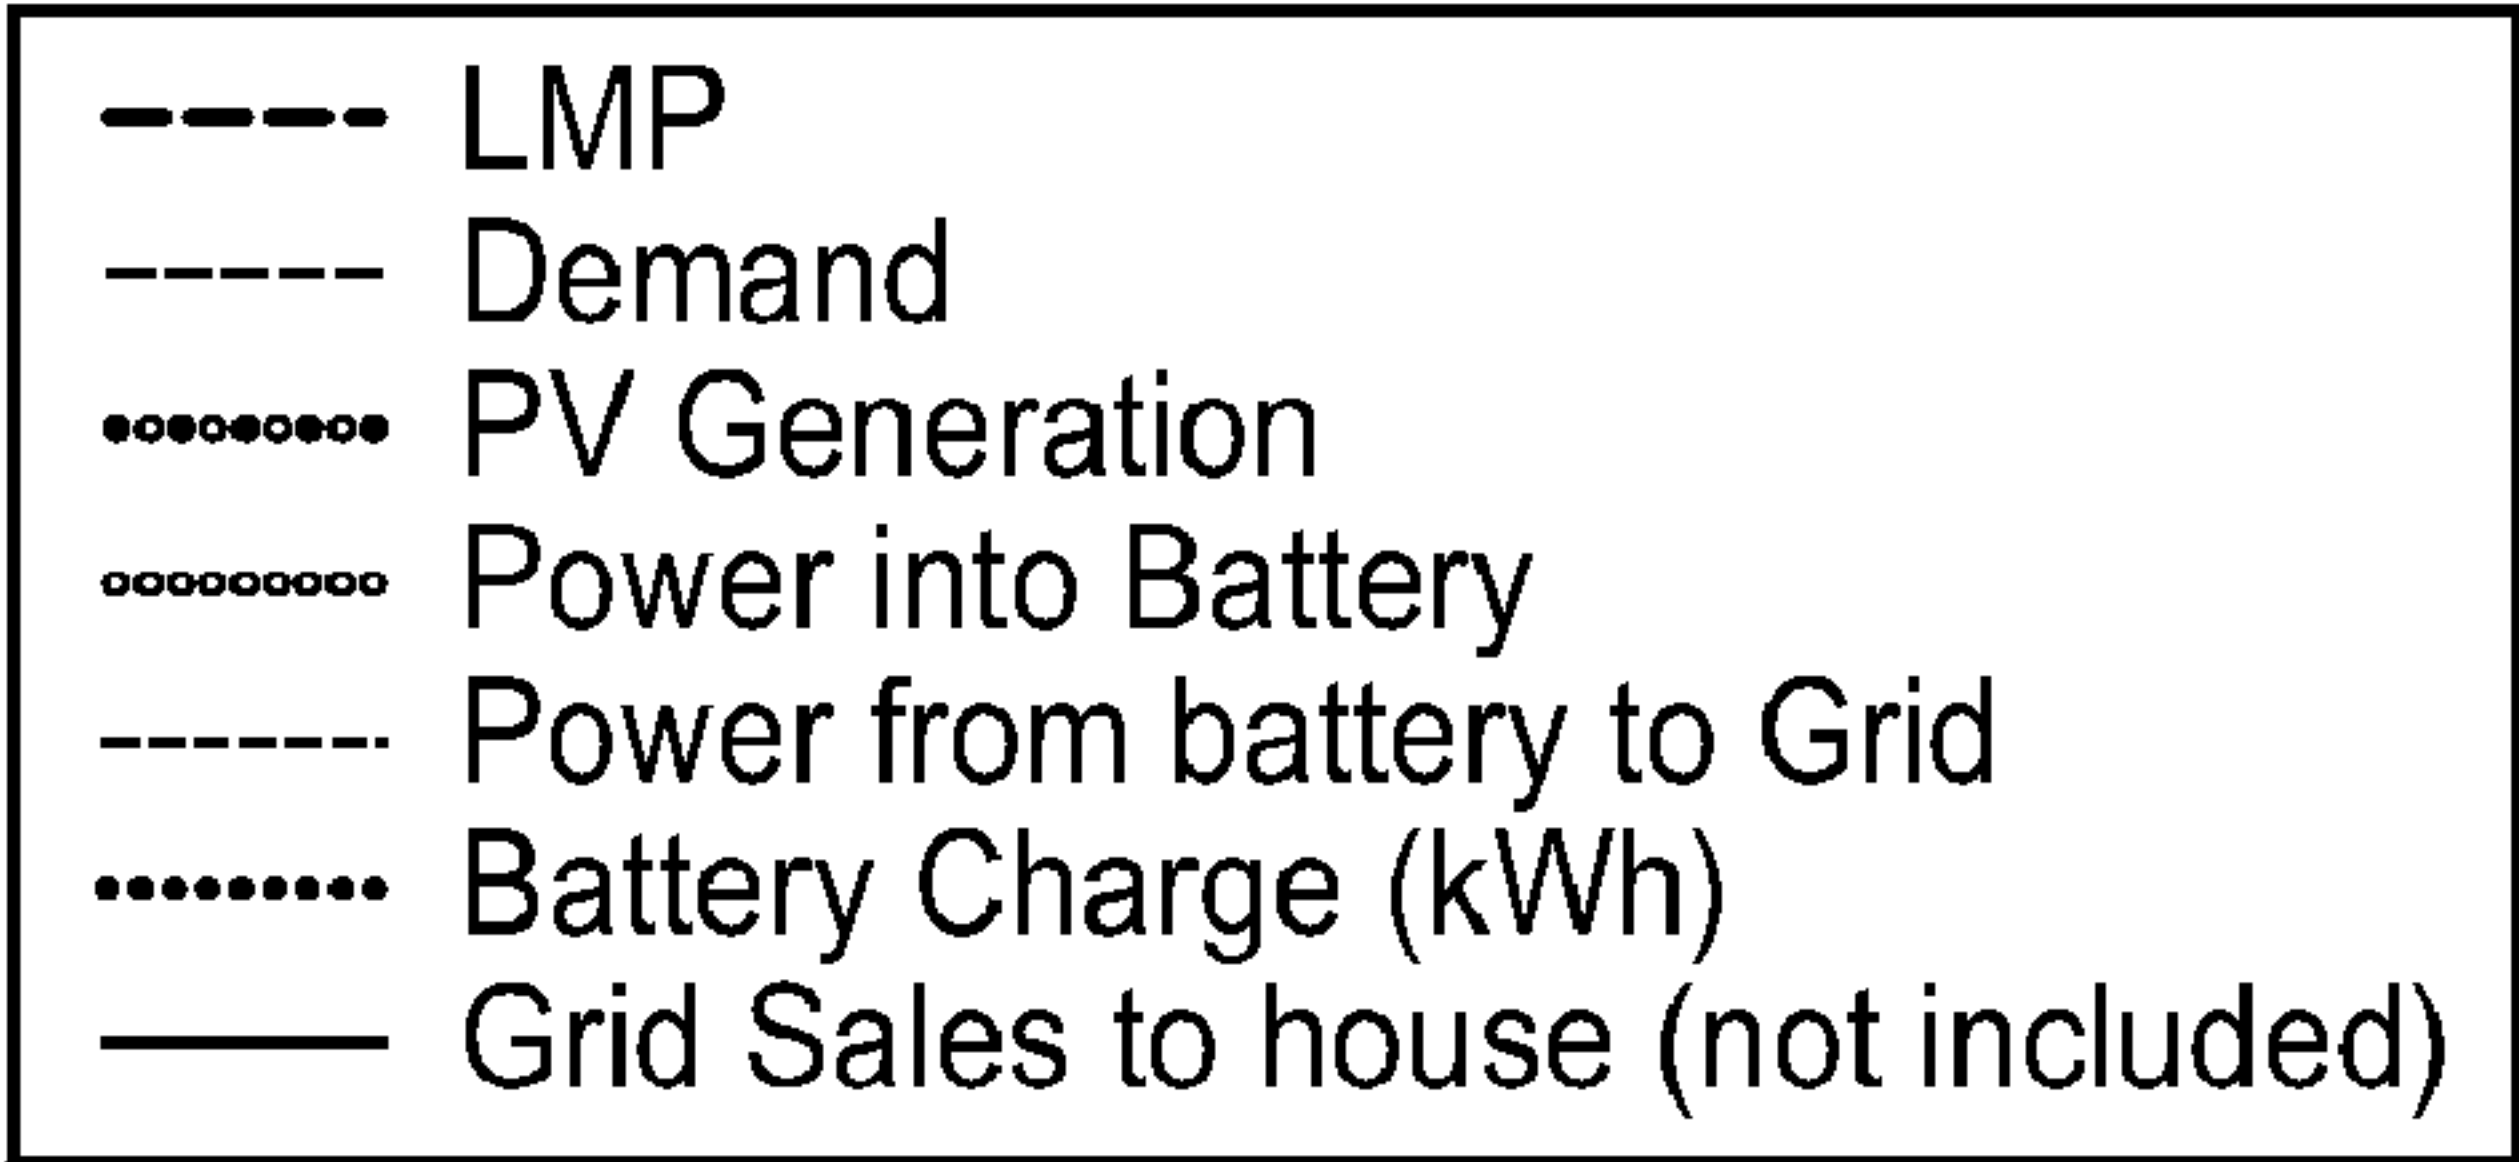 LMP
Demand
PV Generation
Power into Battery
Power from battery to Grid
Battery Charge (kWh)
Grid Sales to house (not included)